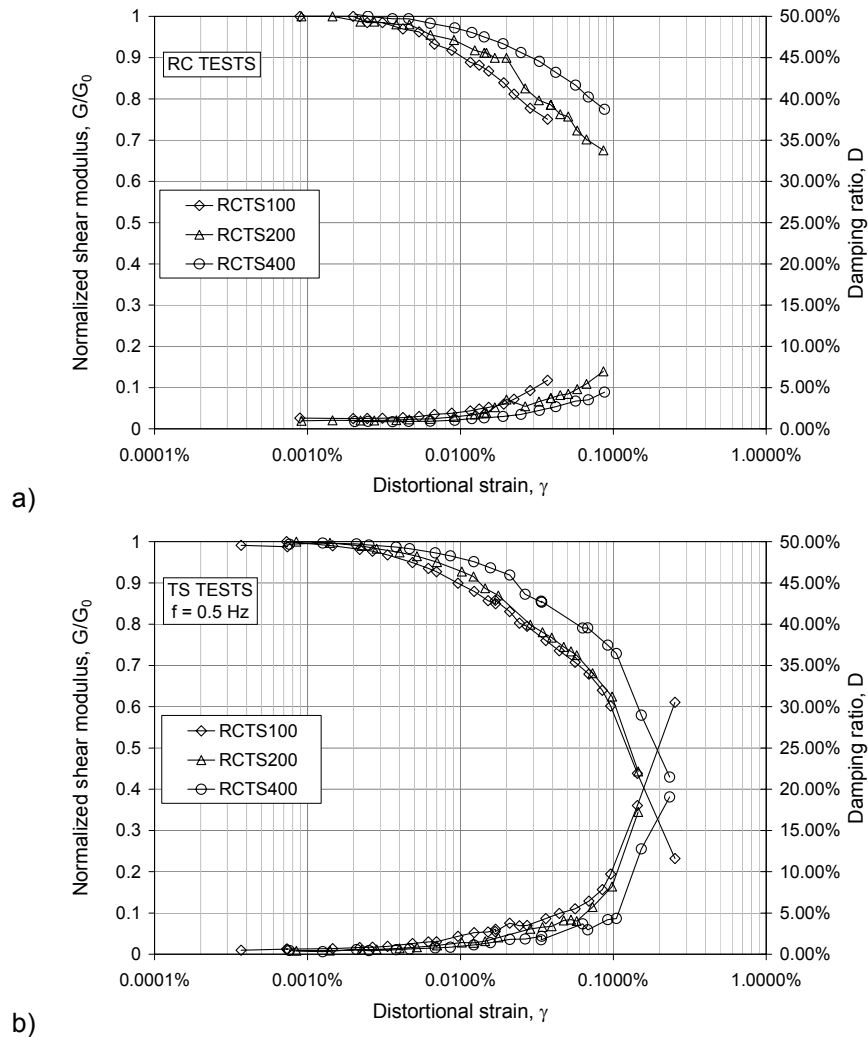 Normalized shear modulus, G/G0
1
0.9
0.8
0.7
0.6
0.5
0.4
0.3
0.2
0.1
0
RC TESTS
RCTS100
RCTS200
RCTS400
50.00%
45.00%
40.00%
35.00%
30.00%
25.00%
20.00%
15.00%
10.00%
5.00%
0.00%
Damping ratio, D
0.0001% 0.0010% 0.0100% 0.1000% 1.0000%
Distortional strain, γ
a)
Normalized shear modulus, G/G0
1
0.9
0.8
0.7
0.6
0.5
0.4
0.3
0.2
0.1
0
TS TESTS
f = 0.5 Hz
RCTS100
RCTS200
RCTS400
50.00%
45.00%
40.00%
35.00%
30.00%
25.00%
20.00%
15.00%
10.00%
5.00%
0.00%
Damping ratio, D
0.0001% 0.0010% 0.0100% 0.1000% 1.0000%
Distortional strain, γ
b)